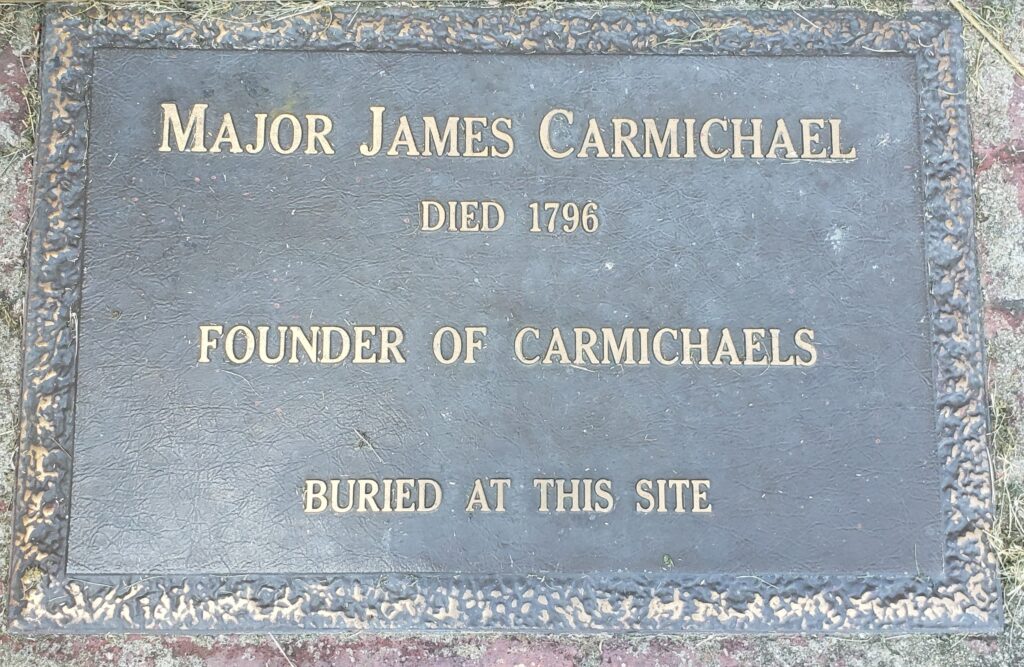 MAJOR JAMES CARMICHAEL
DIED 1796
FOUNDER OF CARMICHAELS
BURIED AT THIS SITE